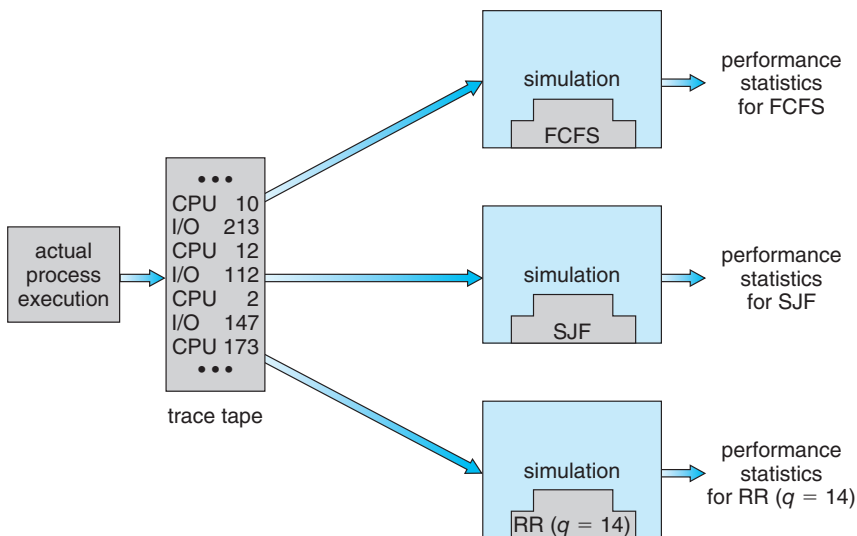 actual
process
execution
• • •
CPU 10
I/O 213
CPU 12
I/O 112
CPU 2
I/O 147
CPU 173
• • •
trace tape
simulation
FCFS
performance
statistics
for FCFS
simulation
SJF
performance
statistics
for SJF
simulation
RR (q = 14)
performance
statistics
for RR (q = 14)